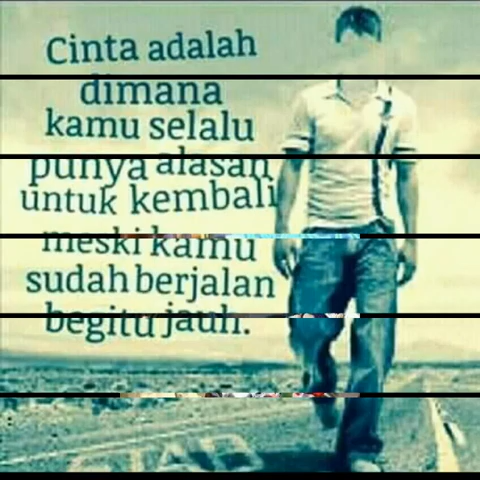 Cinta adalah
dimana
kamu selalu
punya alasan
untuk kembali
meski kamu
sudah berjalan
begitu jauh.